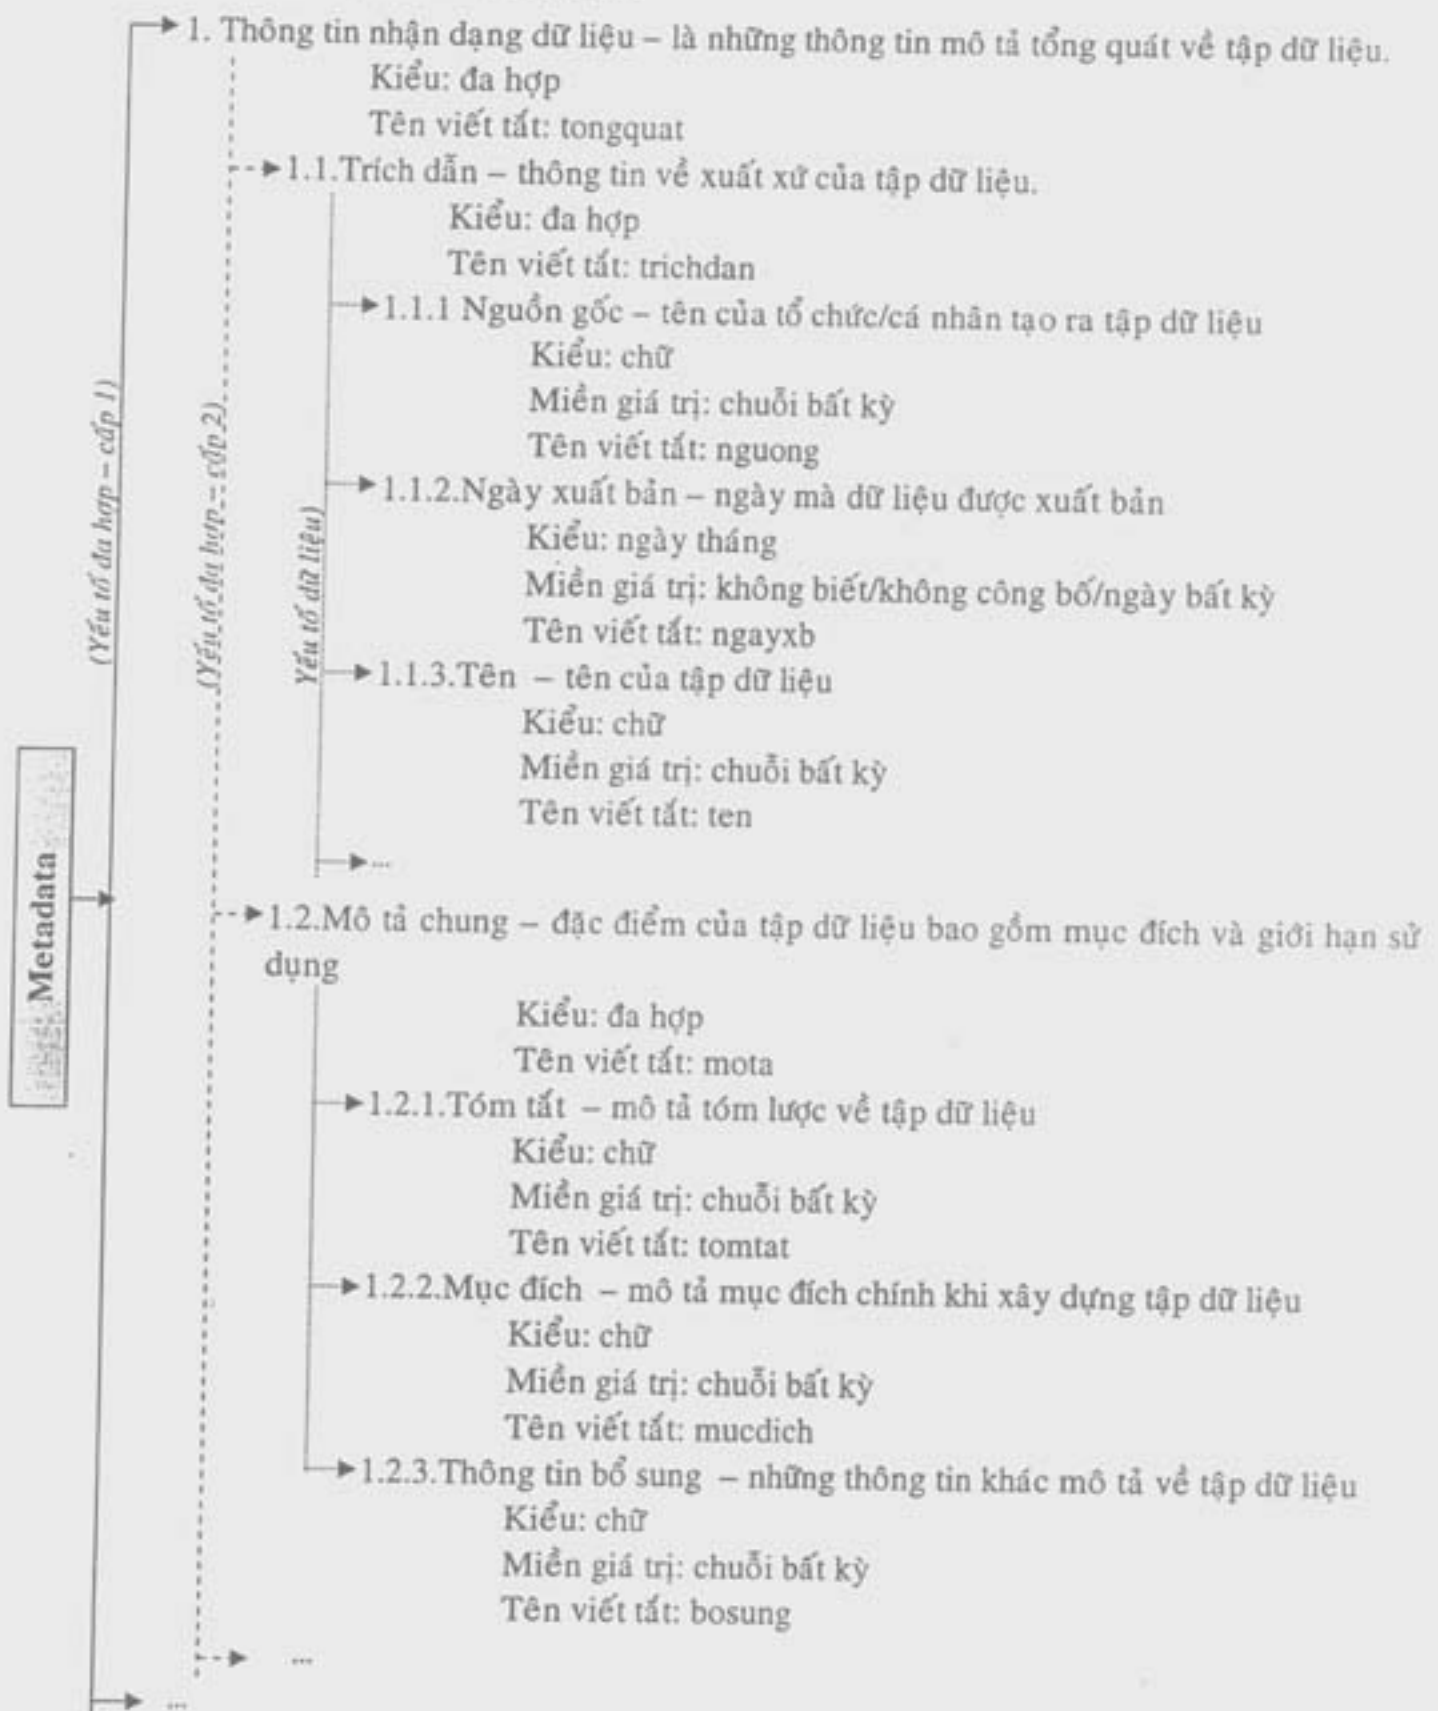 1. Thông tin nhận dạng dữ liệu – là những thông tin mô tả tổng quát về tập dữ liệu.
Kiểu: đa hợp
Tên viết tắt: tongquat
1.1.Trích dẫn – thông tin về xuất xứ của tập dữ liệu.
Kiểu: đa hợp
Tên viết tắt: trichdan
1.1.1 Nguồn gốc – tên của tổ chức/cá nhân tạo ra tập dữ liệu
Kiểu: chữ
Miền giá trị: chuỗi bất kỳ
Tên viết tắt: nguong
1.1.2.Ngày xuất bản – ngày mà dữ liệu được xuất bản
Kiểu: ngày tháng
Miền giá trị: không biết/không công bố/ngày bất kỳ
Tên viết tắt: ngayxb
1.1.3.Tên – tên của tập dữ liệu
Kiểu: chữ
Miền giá trị: chuỗi bất kỳ
Tên viết tắt: ten
...
1.2.Mô tả chung – đặc điểm của tập dữ liệu bao gồm mục đích và giới hạn sử
dụng
Kiểu: đa hợp
Tên viết tắt: mota
1.2.1.Tóm tắt – mô tả tóm lược về tập dữ liệu
Kiểu: chữ
Miền giá trị: chuỗi bất kỳ
Tên viết tắt: tomtat
1.2.2.Mục đích – mô tả mục đích chính khi xây dựng tập dữ liệu
Kiểu: chữ
Miền giá trị: chuỗi bất kỳ
Tên viết tắt: mucdich
1.2.3.Thông tin bổ sung – những thông tin khác mô tả về tập dữ liệu
Kiểu: chữ
Miền giá trị: chuỗi bất kỳ
Tên viết tắt: bosung
...
...
Metadata
(Yếu tố đa hợp – cấp 1)
(Yếu tố đa hợp – cấp 2)
Yếu tố dữ liệu)